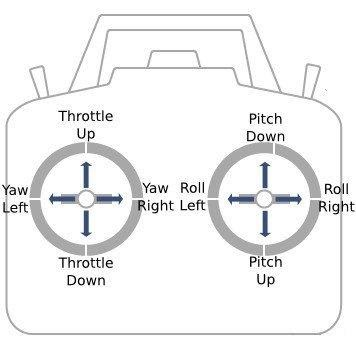 Throttle
Up
Pitch
Down
Yaw
Left
Yaw
Right
Roll
Left
Roll
Right
Throttle
Down
Pitch
Up